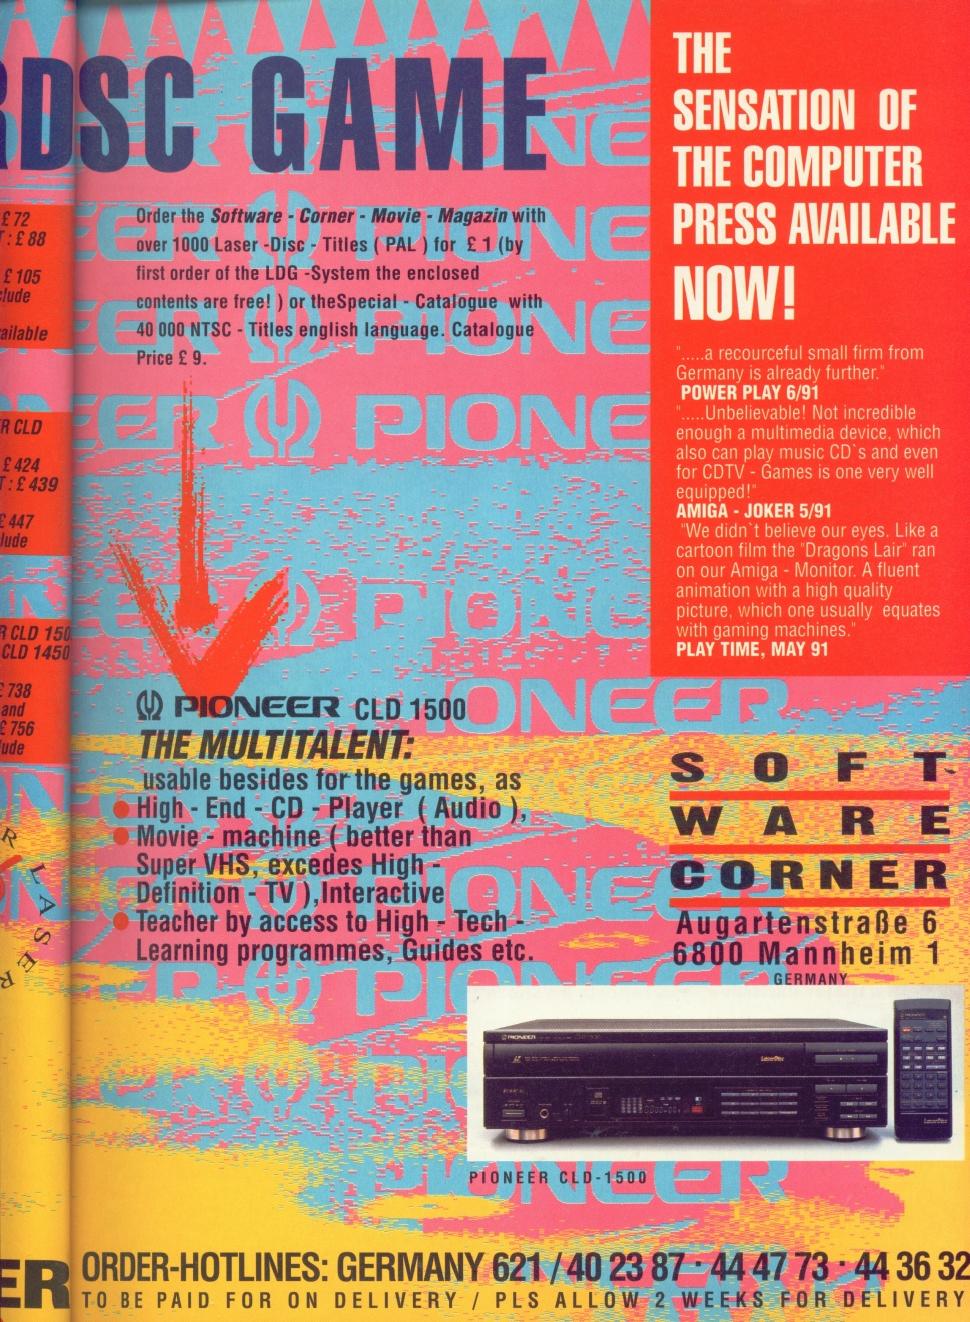 RDSC GAME
£ 72
T : £ 88
£ 105
clude
vailable
R CLD
£ 424
T : £ 439
£ 447
lude
R CLD 150
CLD 1450
£ 738
and
£ 756
lude
R LASER
ER
Order the Software - Corner - Movie - Magazin with
over 1000 Laser -Disc - Titles ( PAL ) for £ 1 (by
first order of the LDG -System the enclosed
contents are free! ) or theSpecial - Catalogue with
40 000 NTSC - Titles english language. Catalogue
Price £ 9.
PIONEER CLD 1500
THE MULTITALENT:
usable besides for the games, as
High - End - CD - Player ( Audio ),
Movie - machine ( better than
Super VHS, excedes High -
Definition - TV ),Interactive
Teacher by access to High - Tech -
Learning programmes, Guides etc.
THE
SENSATION OF
THE COMPUTER
PRESS AVAILABLE
NOW!
".....a recourceful small firm from
Germany is already further."
POWER PLAY 6/91
".....Unbelievable! Not incredible
enough a multimedia device, which
also can play music CD`s and even
for CDTV - Games is one very well
equipped!"
AMIGA - JOKER 5/91
"We didn`t believe our eyes. Like a
cartoon film the "Dragons Lair" ran
on our Amiga - Monitor. A fluent
animation with a high quality
picture, which one usually equates
with gaming machines."
PLAY TIME, MAY 91
SOFT-
WARE
CORNER
Augartenstraße 6
6800 Mannheim 1
GERMANY
PIONEER
LaserDisc
PIONEER
LaserDisc
PIONEER CLD-1500
ORDER-HOTLINES: GERMANY 621 / 40 23 87 · 44 47 73 · 44 36 32
TO BE PAID FOR ON DELIVERY / PLS ALLOW 2 WEEKS FOR DELIVERY